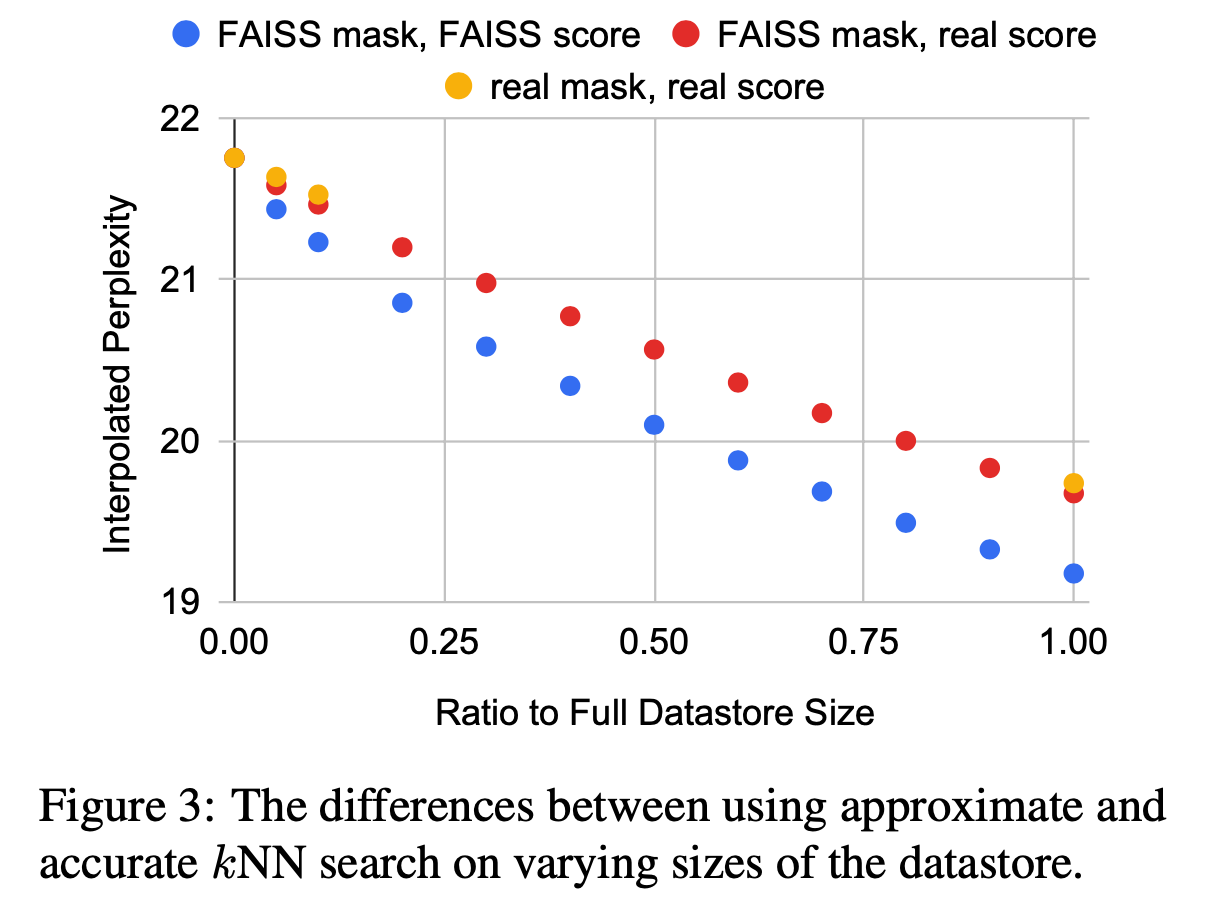 FAISS mask, FAISS score FAISS mask, real score
real mask, real score
22
21
20
19
Interpolated Perplexity
0.00 0.25 0.50 0.75 1.00
Ratio to Full Datastore Size
Figure 3: The differences between using approximate and
accurate kNN search on varying sizes of the datastore.